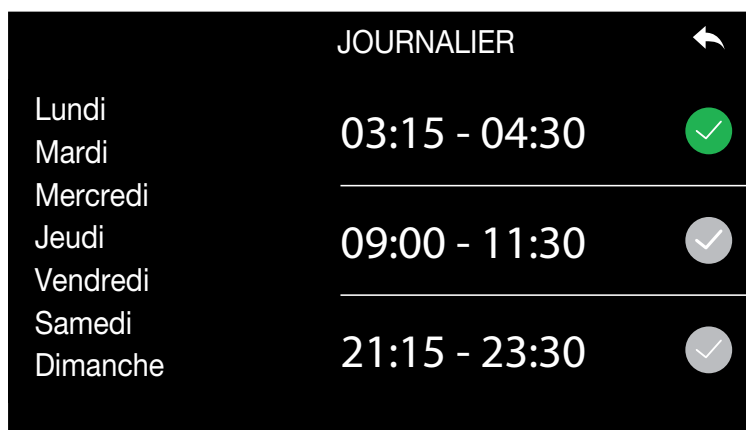 JOURNALIER
Lundi
Mardi
Mercredi
Jeudi
Vendredi
Samedi
Dimanche
03:15 - 04:30
09:00 - 11:30
21:15 - 23:30